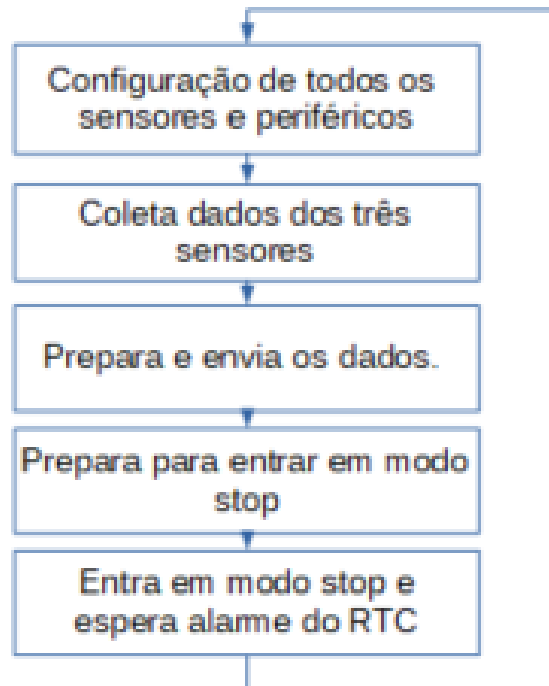 Configuração de todos os
sensores e periféricos
Coleta dados dos três
sensores
Prepara e envia os dados.
Prepara para entrar em modo
stop
Entra em modo stop e
espera alarme do RTC